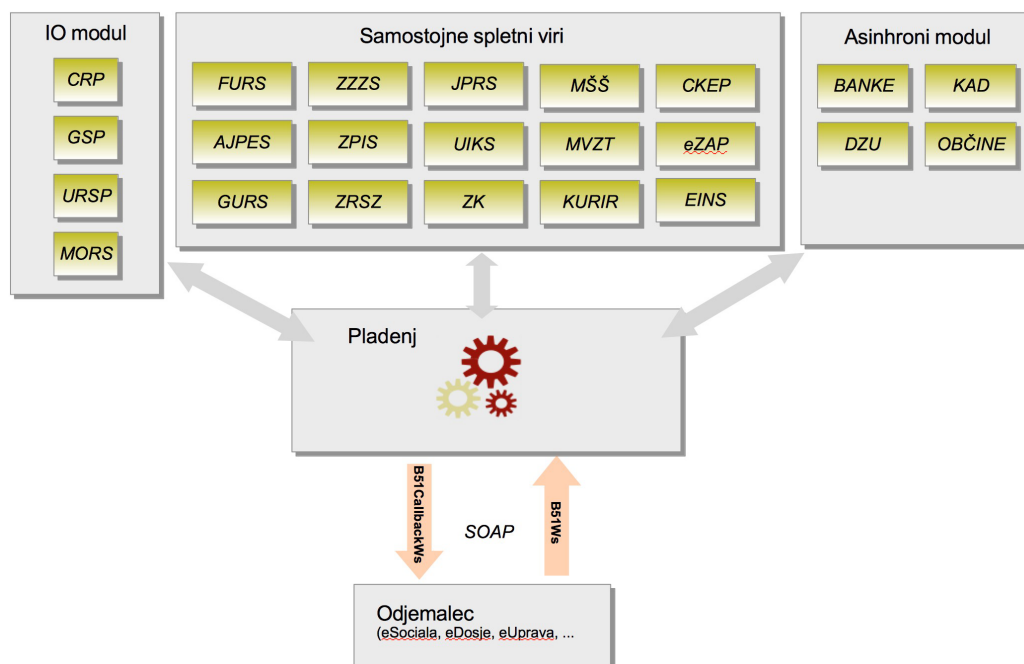 IO modul
CRP
GSP
URSP
MORS
Samostojne spletni viri
FURS ZZZS JPRS MŠŠ CKEP
AJPES ZPIS UIKS MVZT eZAP
GURS ZRSZ ZK KURIR EINS
Asinhroni modul
BANKE KAD
DZU OBČINE
Pladenj
B51CallbackWs
SOAP
B51Ws
Odjemalec
(eSociala, eDosje, eUprava, ...